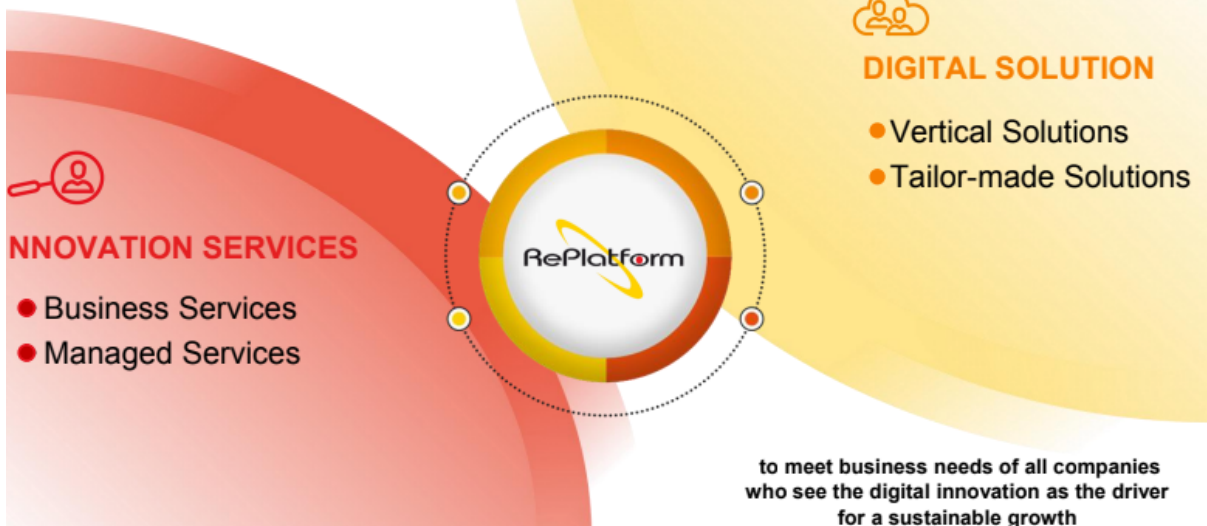 DIGITAL SOLUTION
Vertical Solutions
Tailor-made Solutions
RePlatform
NNOVATION SERVICES
Business Services
Managed Services
to meet business needs of all companies
who see the digital innovation as the driver
for a sustainable growth